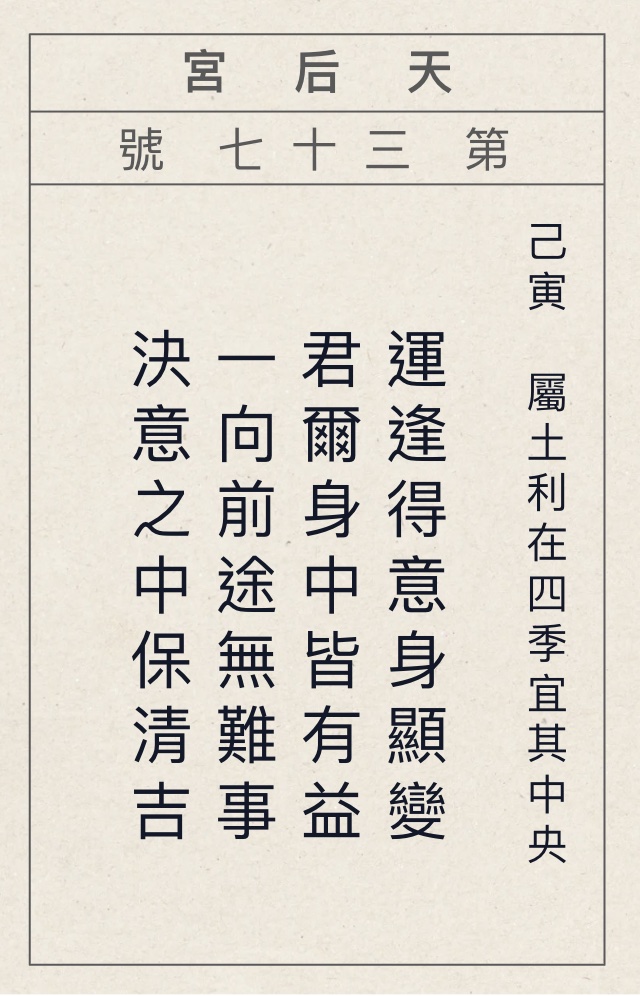 天后宮
第三十七號
己寅 屬土利在四季宜其中央
運逢得意身顯變
君爾身中皆有益
一向前途無難事
決意之中保清吉